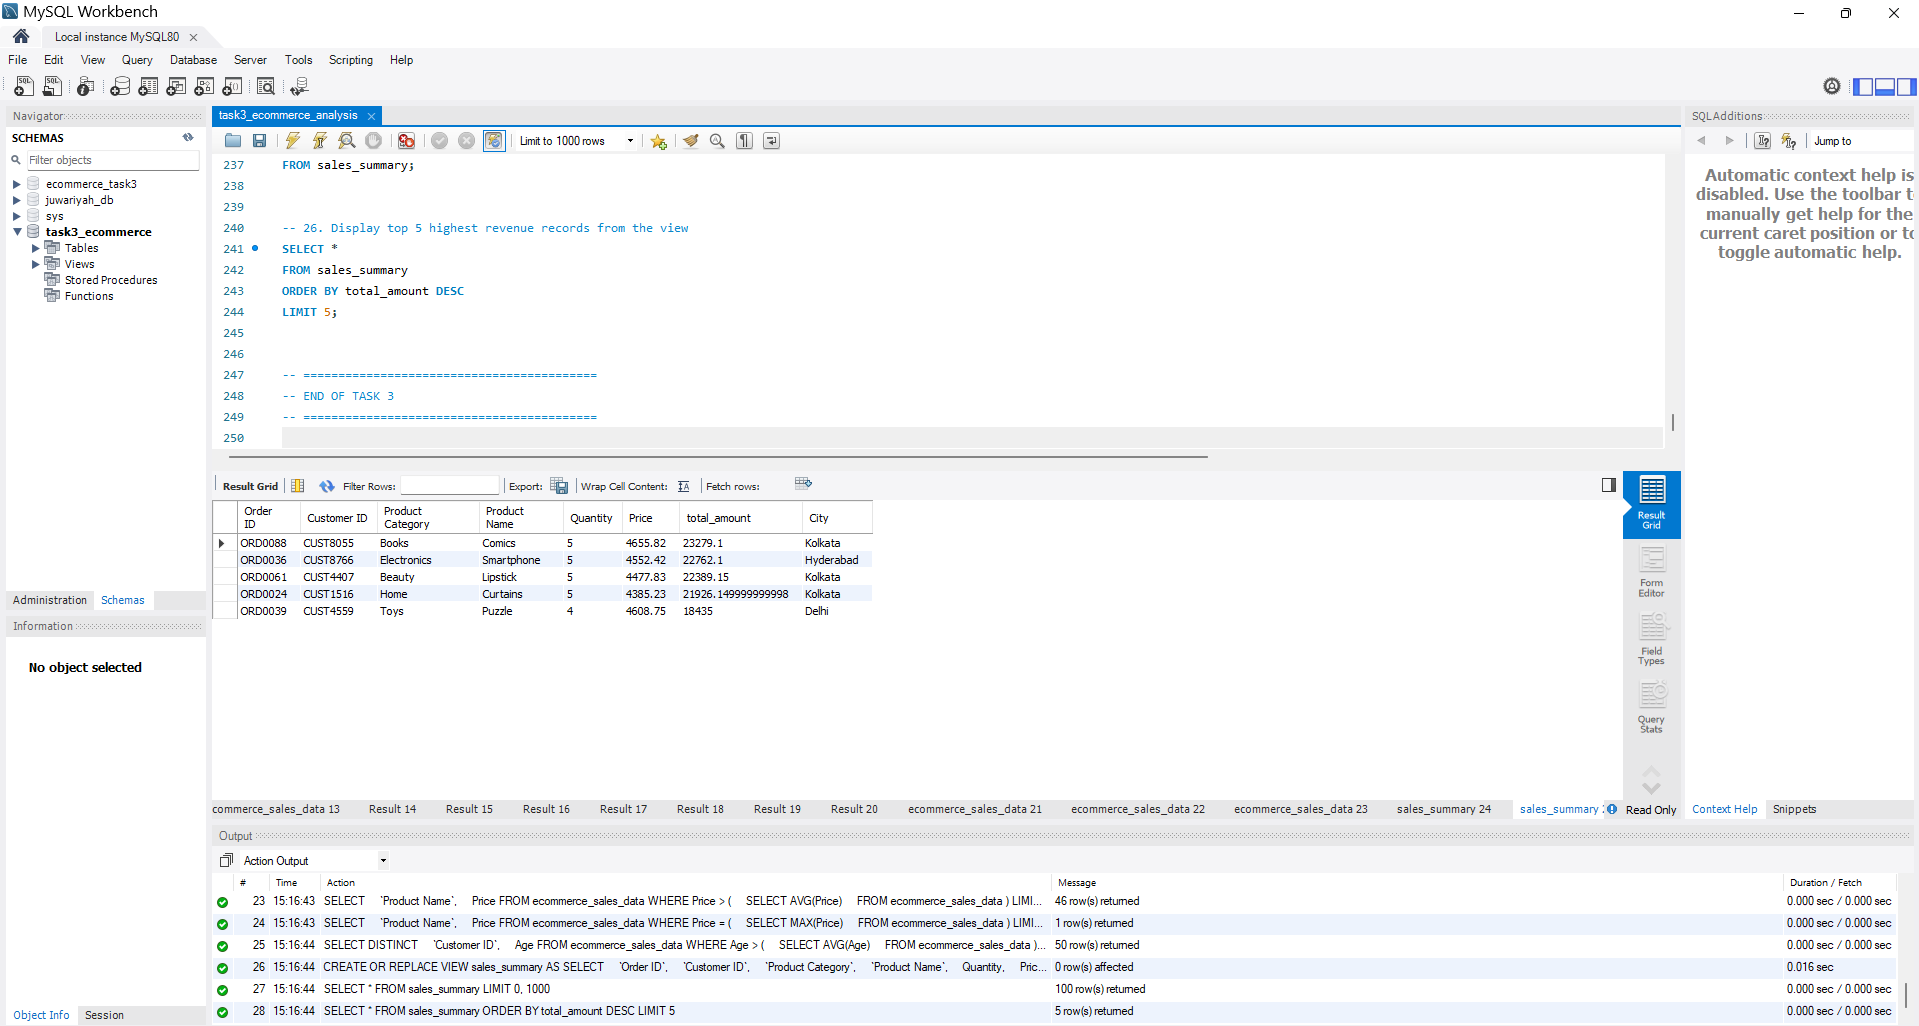 MySQL Workbench
Local instance MySQL80
File Edit View Query Database Server Tools Scripting Help
Navigator
SCHEMAS
Filter objects
ecommerce_task3
juwariyah_db
sys
task3_ecommerce
Tables
Views
Stored Procedures
Functions
Administration Schemas
Information
No object selected
Object Info Session
task3_ecommerce_analysis
Limit to 1000 rows
237 FROM sales_summary;
238
239
240 -- 26. Display top 5 highest revenue records from the view
241 SELECT *
242 FROM sales_summary
243 ORDER BY total_amount DESC
244 LIMIT 5;
245
246
247 -- ==========================================
248 -- END OF TASK 3
249 -- ==========================================
250
Result Grid Filter Rows: Export: Wrap Cell Content: Fetch rows:
Order ID Customer ID Product Category Product Name Quantity Price total_amount City
ORD0088 CUST8055 Books Comics 5 4655.82 23279.1 Kolkata
ORD0036 CUST8766 Electronics Smartphone 5 4552.42 22762.1 Hyderabad
ORD0061 CUST4407 Beauty Lipstick 5 4477.83 22389.15 Kolkata
ORD0024 CUST1516 Home Curtains 5 4385.23 21926.149999999998 Kolkata
ORD0039 CUST4559 Toys Puzzle 4 4608.75 18435 Delhi
Result Grid
Form Editor
Field Types
Query Stats
commerce_sales_data 13 Result 14 Result 15 Result 16 Result 17 Result 18 Result 19 Result 20 ecommerce_sales_data 21 ecommerce_sales_data 22 ecommerce_sales_data 23 sales_summary 24 sales_summary Read Only
SQLAdditions
Jump to
Automatic context help is
disabled. Use the toolbar t
manually get help for the
current caret position or to
toggle automatic help.
Context Help Snippets
Output
Action Output
# Time Action Message Duration / Fetch
23 15:16:43 SELECT `Product Name`, Price FROM ecommerce_sales_data WHERE Price > ( SELECT AVG(Price) FROM ecommerce_sales_data ) LIMI... 46 row(s) returned 0.000 sec / 0.000 sec
24 15:16:43 SELECT `Product Name`, Price FROM ecommerce_sales_data WHERE Price = ( SELECT MAX(Price) FROM ecommerce_sales_data ) LIMI... 1 row(s) returned 0.000 sec / 0.000 sec
25 15:16:44 SELECT DISTINCT `Customer ID`, Age FROM ecommerce_sales_data WHERE Age > ( SELECT AVG(Age) FROM ecommerce_sales_data )... 50 row(s) returned 0.000 sec / 0.000 sec
26 15:16:44 CREATE OR REPLACE VIEW sales_summary AS SELECT `Order ID`, `Customer ID`, `Product Category`, `Product Name`, Quantity, Pric... 0 row(s) affected 0.016 sec
27 15:16:44 SELECT * FROM sales_summary LIMIT 0, 1000 100 row(s) returned 0.000 sec / 0.000 sec
28 15:16:44 SELECT * FROM sales_summary ORDER BY total_amount DESC LIMIT 5 5 row(s) returned 0.000 sec / 0.000 sec